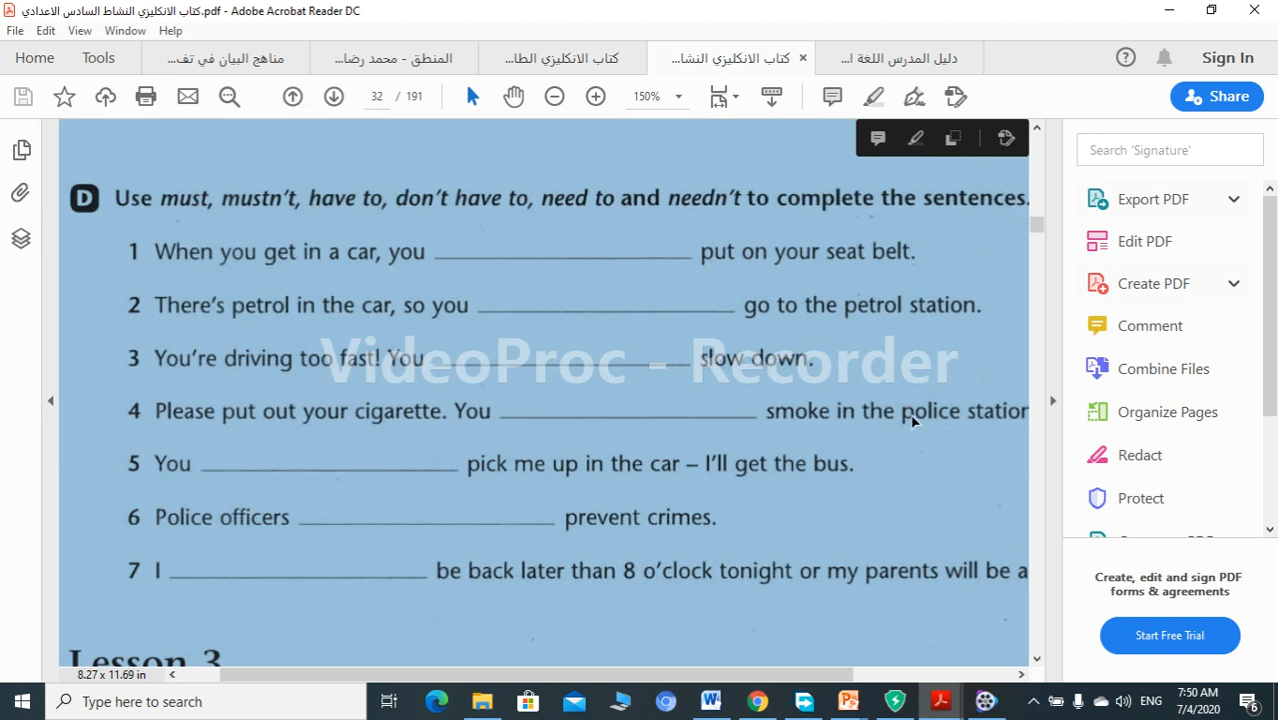 كتاب الانكليزي النشاط السادس الاعدادي.pdf - Adobe Acrobat Reader DC
File Edit View Window Help
Home Tools مناهج البيان في تف... المنطق - محمد رضا... كتاب الانكليزي الطا... كتاب الانكليزي النشا... دليل المدرس اللغة ا... Sign In
32 / 191 150% Share
D Use must, mustn't, have to, don't have to, need to and needn't to complete the sentences.
1 When you get in a car, you ____ put on your seat belt.
2 There's petrol in the car, so you ____ go to the petrol station.
3 You're driving too fast! You ____ slow down.
VideoProc - Recorder
4 Please put out your cigarette. You ____ smoke in the police station
5 You ____ pick me up in the car – I'll get the bus.
6 Police officers ____ prevent crimes.
7 I ____ be back later than 8 o'clock tonight or my parents will be a
Lesson 3
8.27 x 11.69 in
Search 'Signature'
Export PDF
Edit PDF
Create PDF
Comment
Combine Files
Organize Pages
Redact
Protect
Create, edit and sign PDF
forms & agreements
Start Free Trial
Type here to search
ENG
7:50 AM
7/4/2020
6